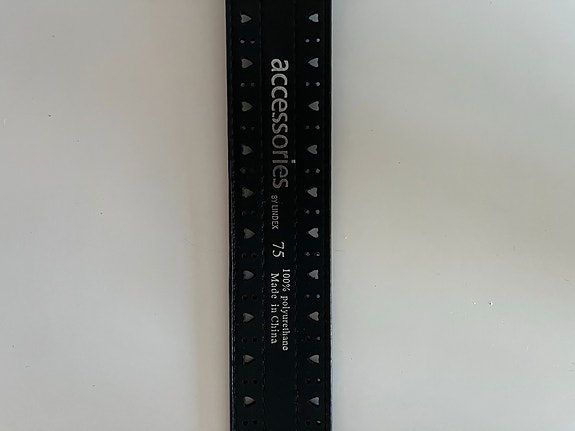 accessories
BY LINDEX
75
100% polyurethane
Made in China